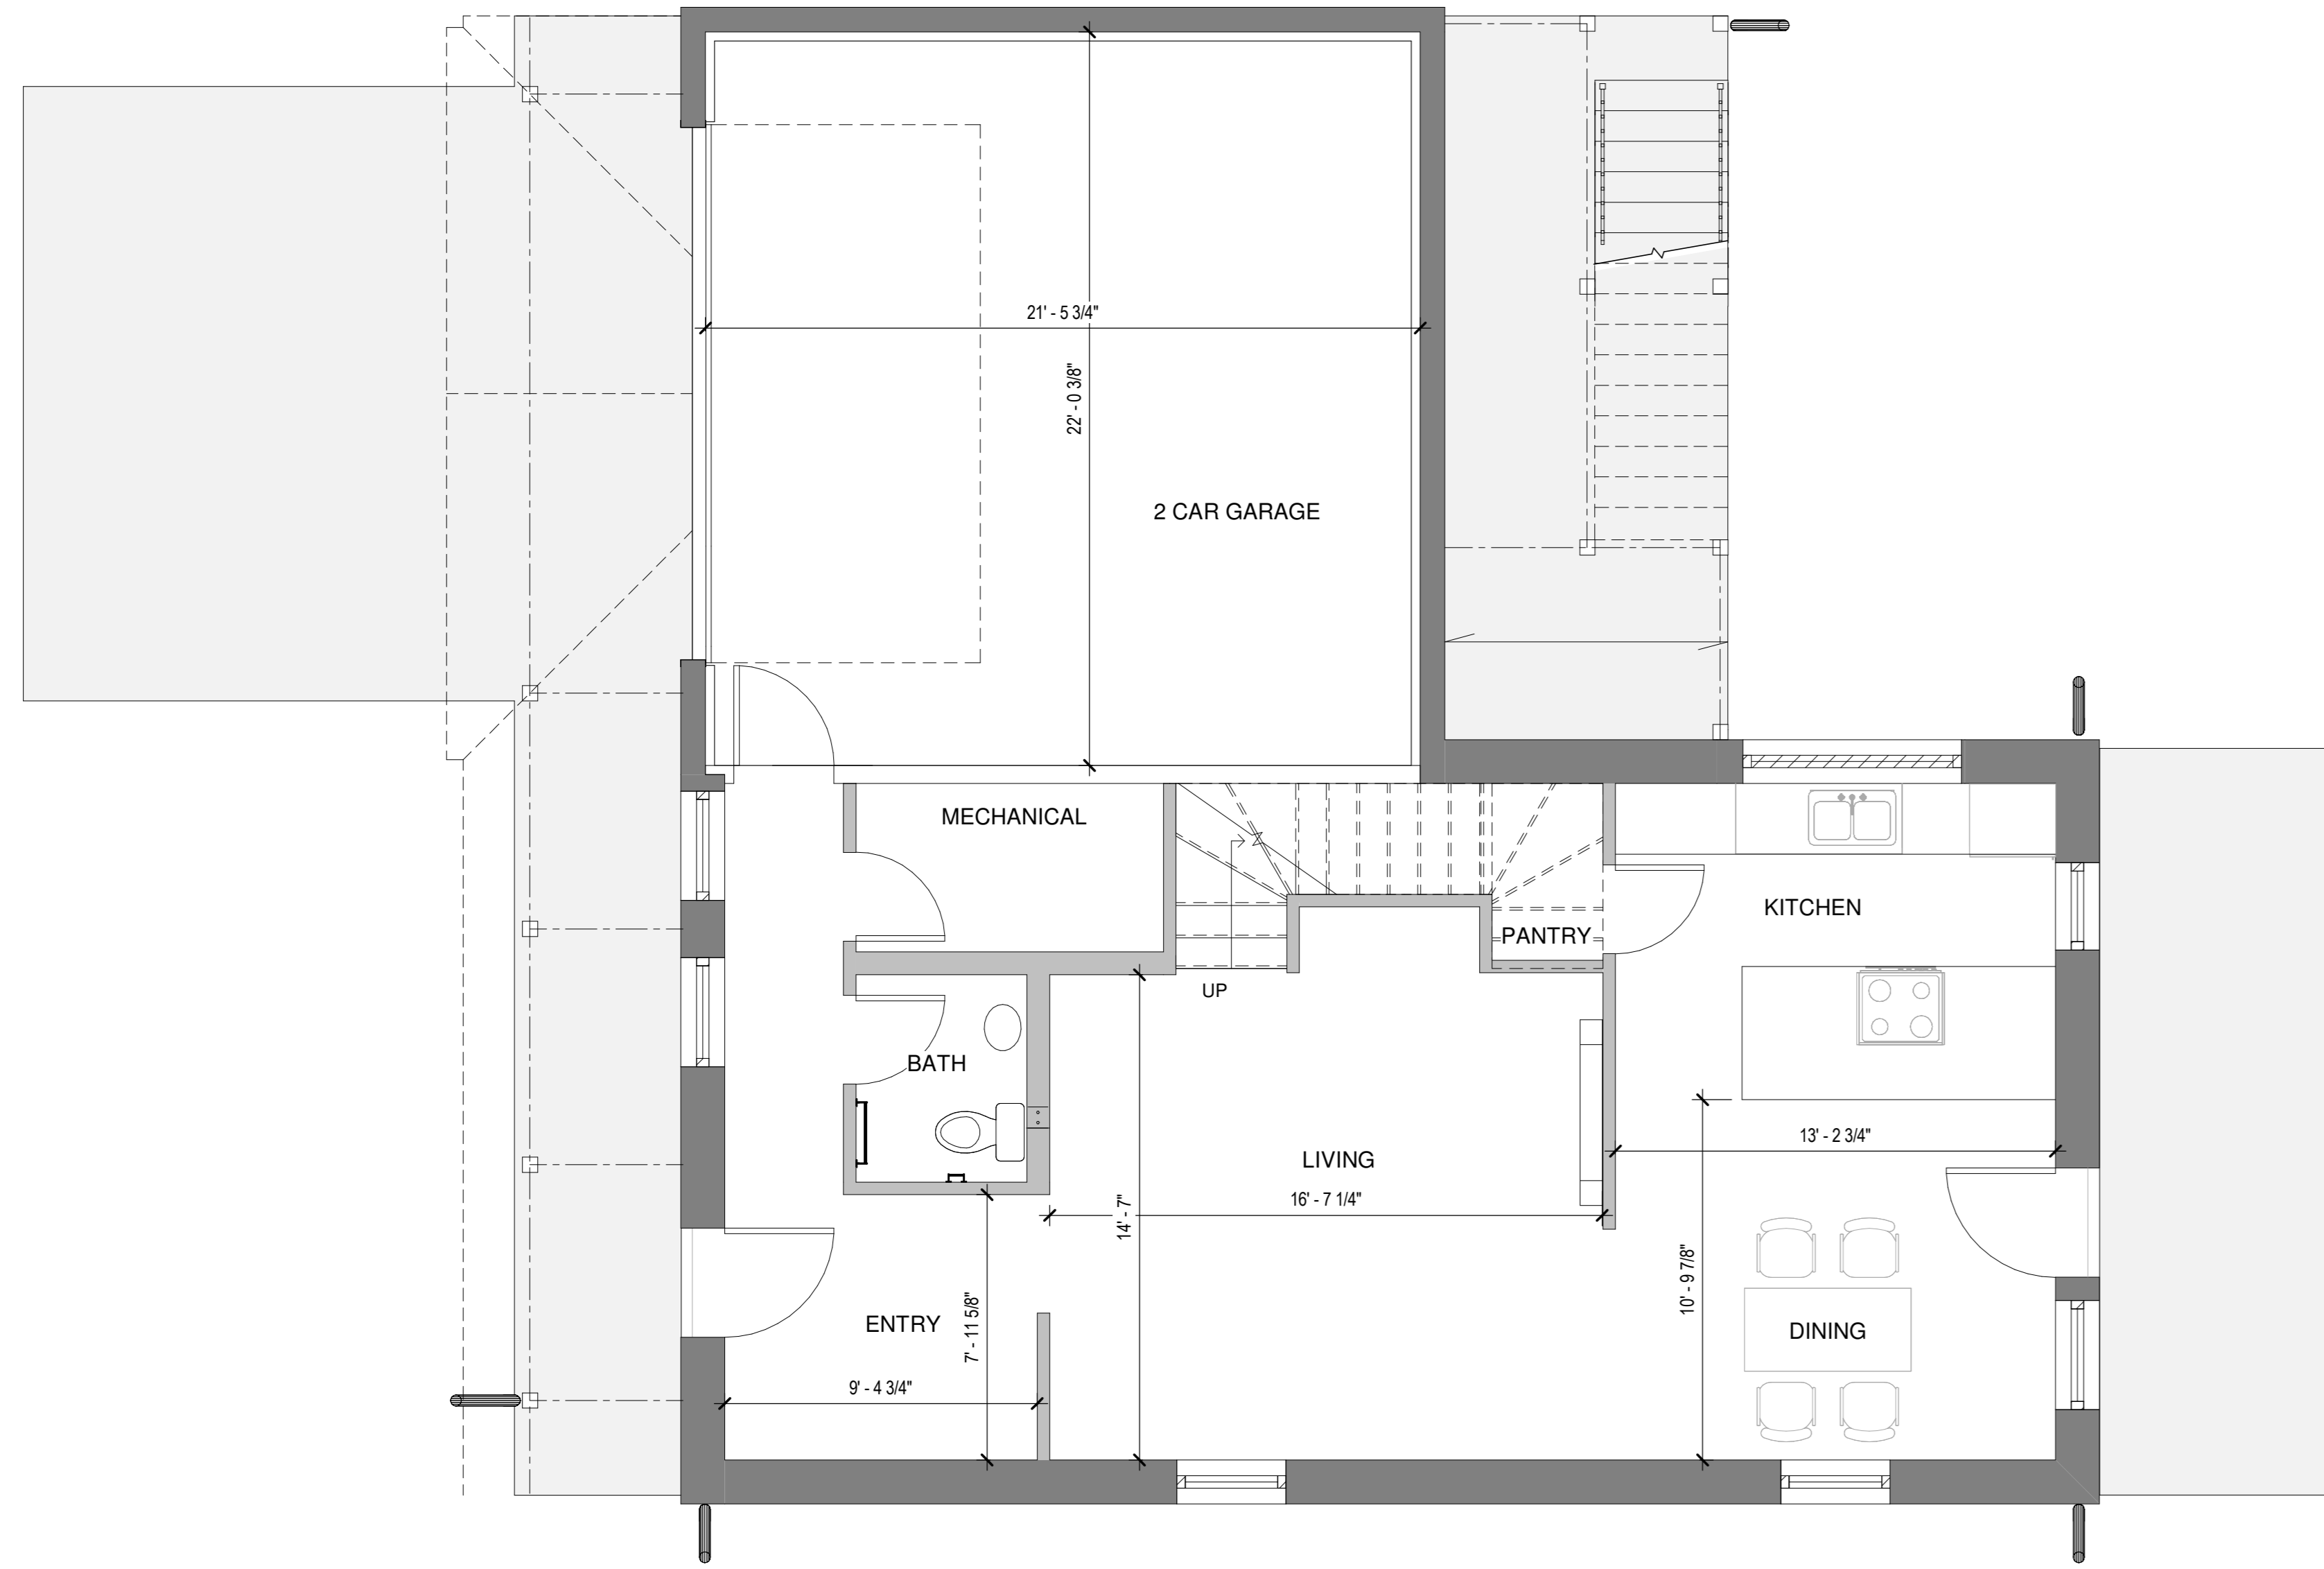 21' - 5 3/4"
22' - 0 3/8"
2 CAR GARAGE
MECHANICAL
KITCHEN
PANTRY
UP
BATH
LIVING
13' - 2 3/4"
16' - 7 1/4"
14' - 7"
10' - 9 7/8"
ENTRY
7' - 11 5/8"
DINING
9' - 4 3/4"